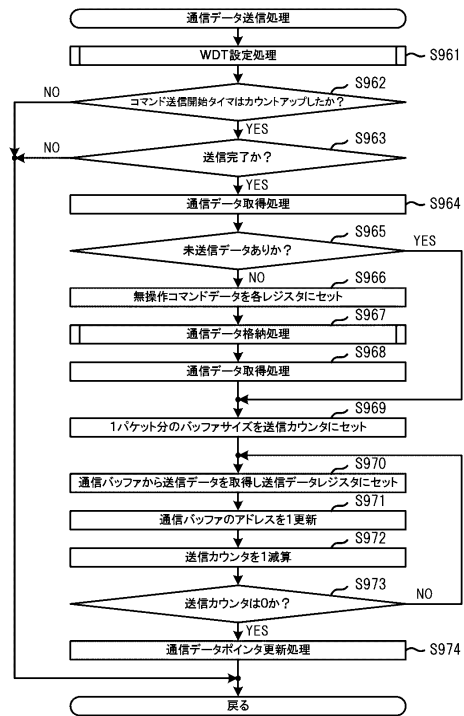 通信データ送信処理
WDT設定処理
S961
S962
NO
コマンド送信開始タイマはカウントアップしたか?
YES
S963
NO
送信完了か?
YES
通信データ取得処理
S964
S965
未送信データありか?
YES
NO
S966
無操作コマンドデータを各レジスタにセット
S967
通信データ格納処理
S968
通信データ取得処理
S969
1パケット分のバッファサイズを送信カウンタにセット
S970
通信バッファから送信データを取得し送信データレジスタにセット
S971
通信バッファのアドレスを1更新
S972
送信カウンタを1減算
S973
送信カウンタは0か?
NO
YES
通信データポインタ更新処理
S974
戻る